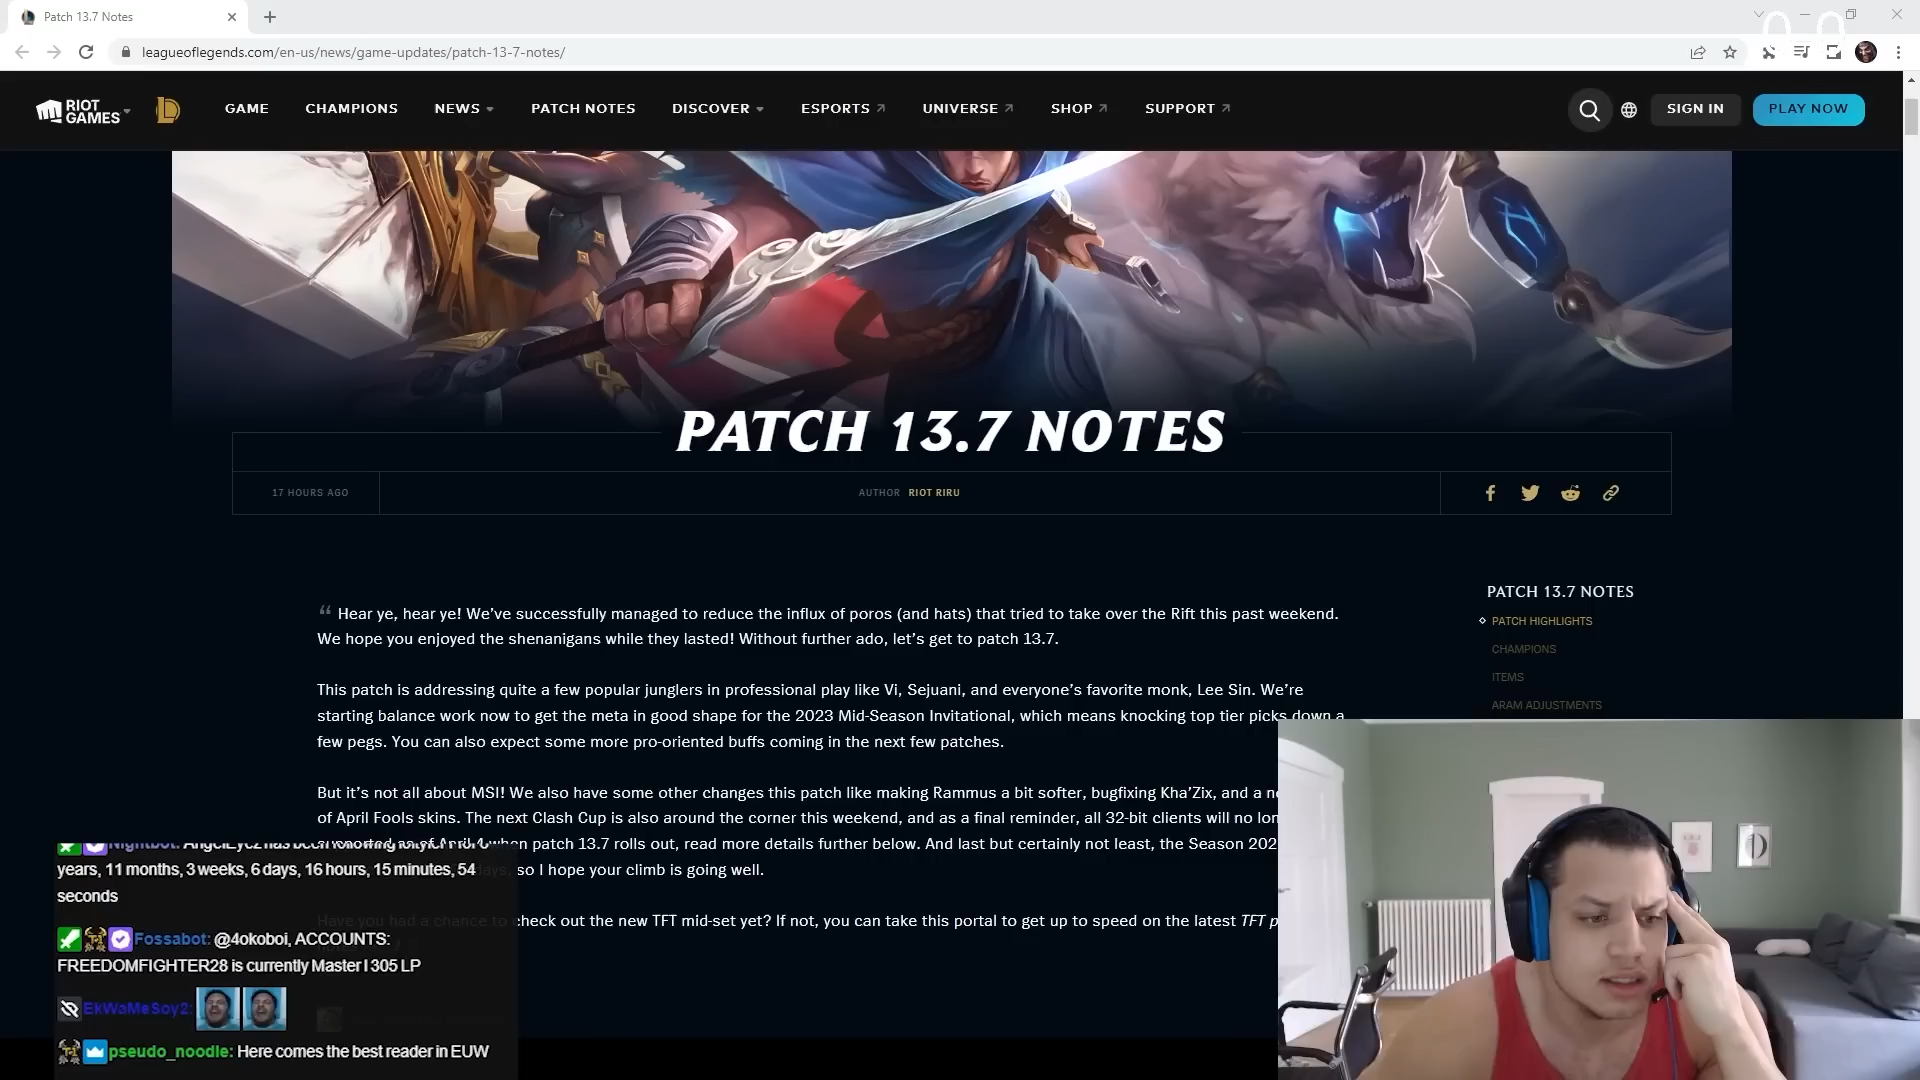 Patch 13.7 Notes
leagueoflegends.com/en-us/news/game-updates/patch-13-7-notes/
RIOT GAMES
GAME
CHAMPIONS
NEWS
PATCH NOTES
DISCOVER
ESPORTS
UNIVERSE
SHOP
SUPPORT
SIGN IN
PLAY NOW
PATCH 13.7 NOTES
17 HOURS AGO
AUTHOR RIOT RIRU
“ Hear ye, hear ye! We’ve successfully managed to reduce the influx of poros (and hats) that tried to take over the Rift this past weekend.
We hope you enjoyed the shenanigans while they lasted! Without further ado, let’s get to patch 13.7.
This patch is addressing quite a few popular junglers in professional play like Vi, Sejuani, and everyone’s favorite monk, Lee Sin. We’re
starting balance work now to get the meta in good shape for the 2023 Mid-Season Invitational, which means knocking top tier picks down a
few pegs. You can also expect some more pro-oriented buffs coming in the next few patches.
But it’s not all about MSI! We also have some other changes this patch like making Rammus a bit softer, bugfixing Kha’Zix, and a
of April Fools skins. The next Clash Cup is also around the corner this weekend, and as a final reminder, all 32-bit clients will no
when patch 13.7 rolls out, read more details further below. And last but certainly not least, the Season
so I hope your climb is going well.
Have you had a chance to check out the new TFT mid-set yet? If not, you can take this portal to get up to speed on the latest TFT
PATCH 13.7 NOTES
PATCH HIGHLIGHTS
CHAMPIONS
ITEMS
ARAM ADJUSTMENTS
years, 11 months, 3 weeks, 6 days, 16 hours, 15 minutes, 54
seconds
Fossabot: @4okoboi, ACCOUNTS:
FREEDOMFIGHTER28 is currently Master I 305 LP
EkWaMeSoy2:
pseudo_noodle: Here comes the best reader in EUW